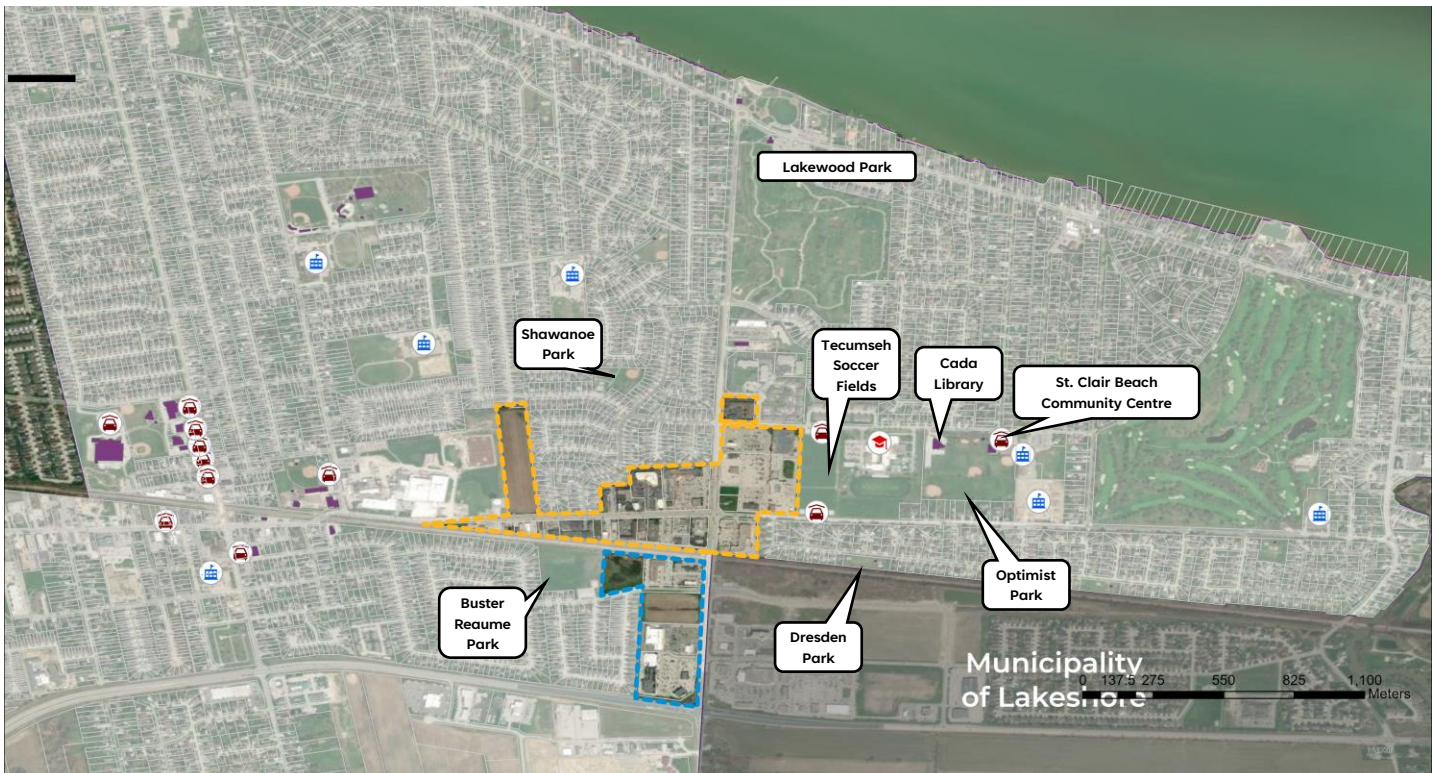 Lakewood Park
Shawanoe
Park
Tecumseh
Soccer
Fields
Cada
Library
St. Clair Beach
Community Centre
Buster
Reaume
Park
Dresden
Park
Optimist
Park
Municipality
of Lakeshore
0 137.5 275 550 825 1,100
Meters